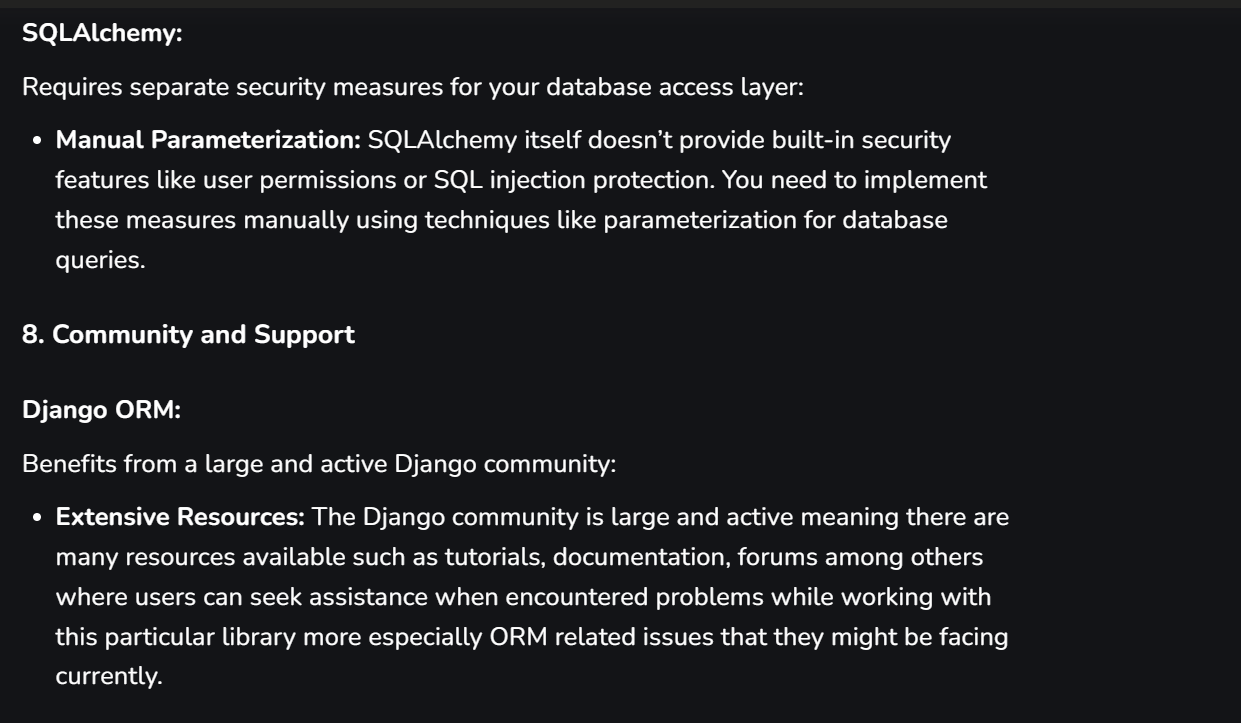 SQLAlchemy:
Requires separate security measures for your database access layer:
• Manual Parameterization: SQLAlchemy itself doesn’t provide built-in security
features like user permissions or SQL injection protection. You need to implement
these measures manually using techniques like parameterization for database
queries.
8. Community and Support
Django ORM:
Benefits from a large and active Django community:
• Extensive Resources: The Django community is large and active meaning there are
many resources available such as tutorials, documentation, forums among others
where users can seek assistance when encountered problems while working with
this particular library more especially ORM related issues that they might be facing
currently.